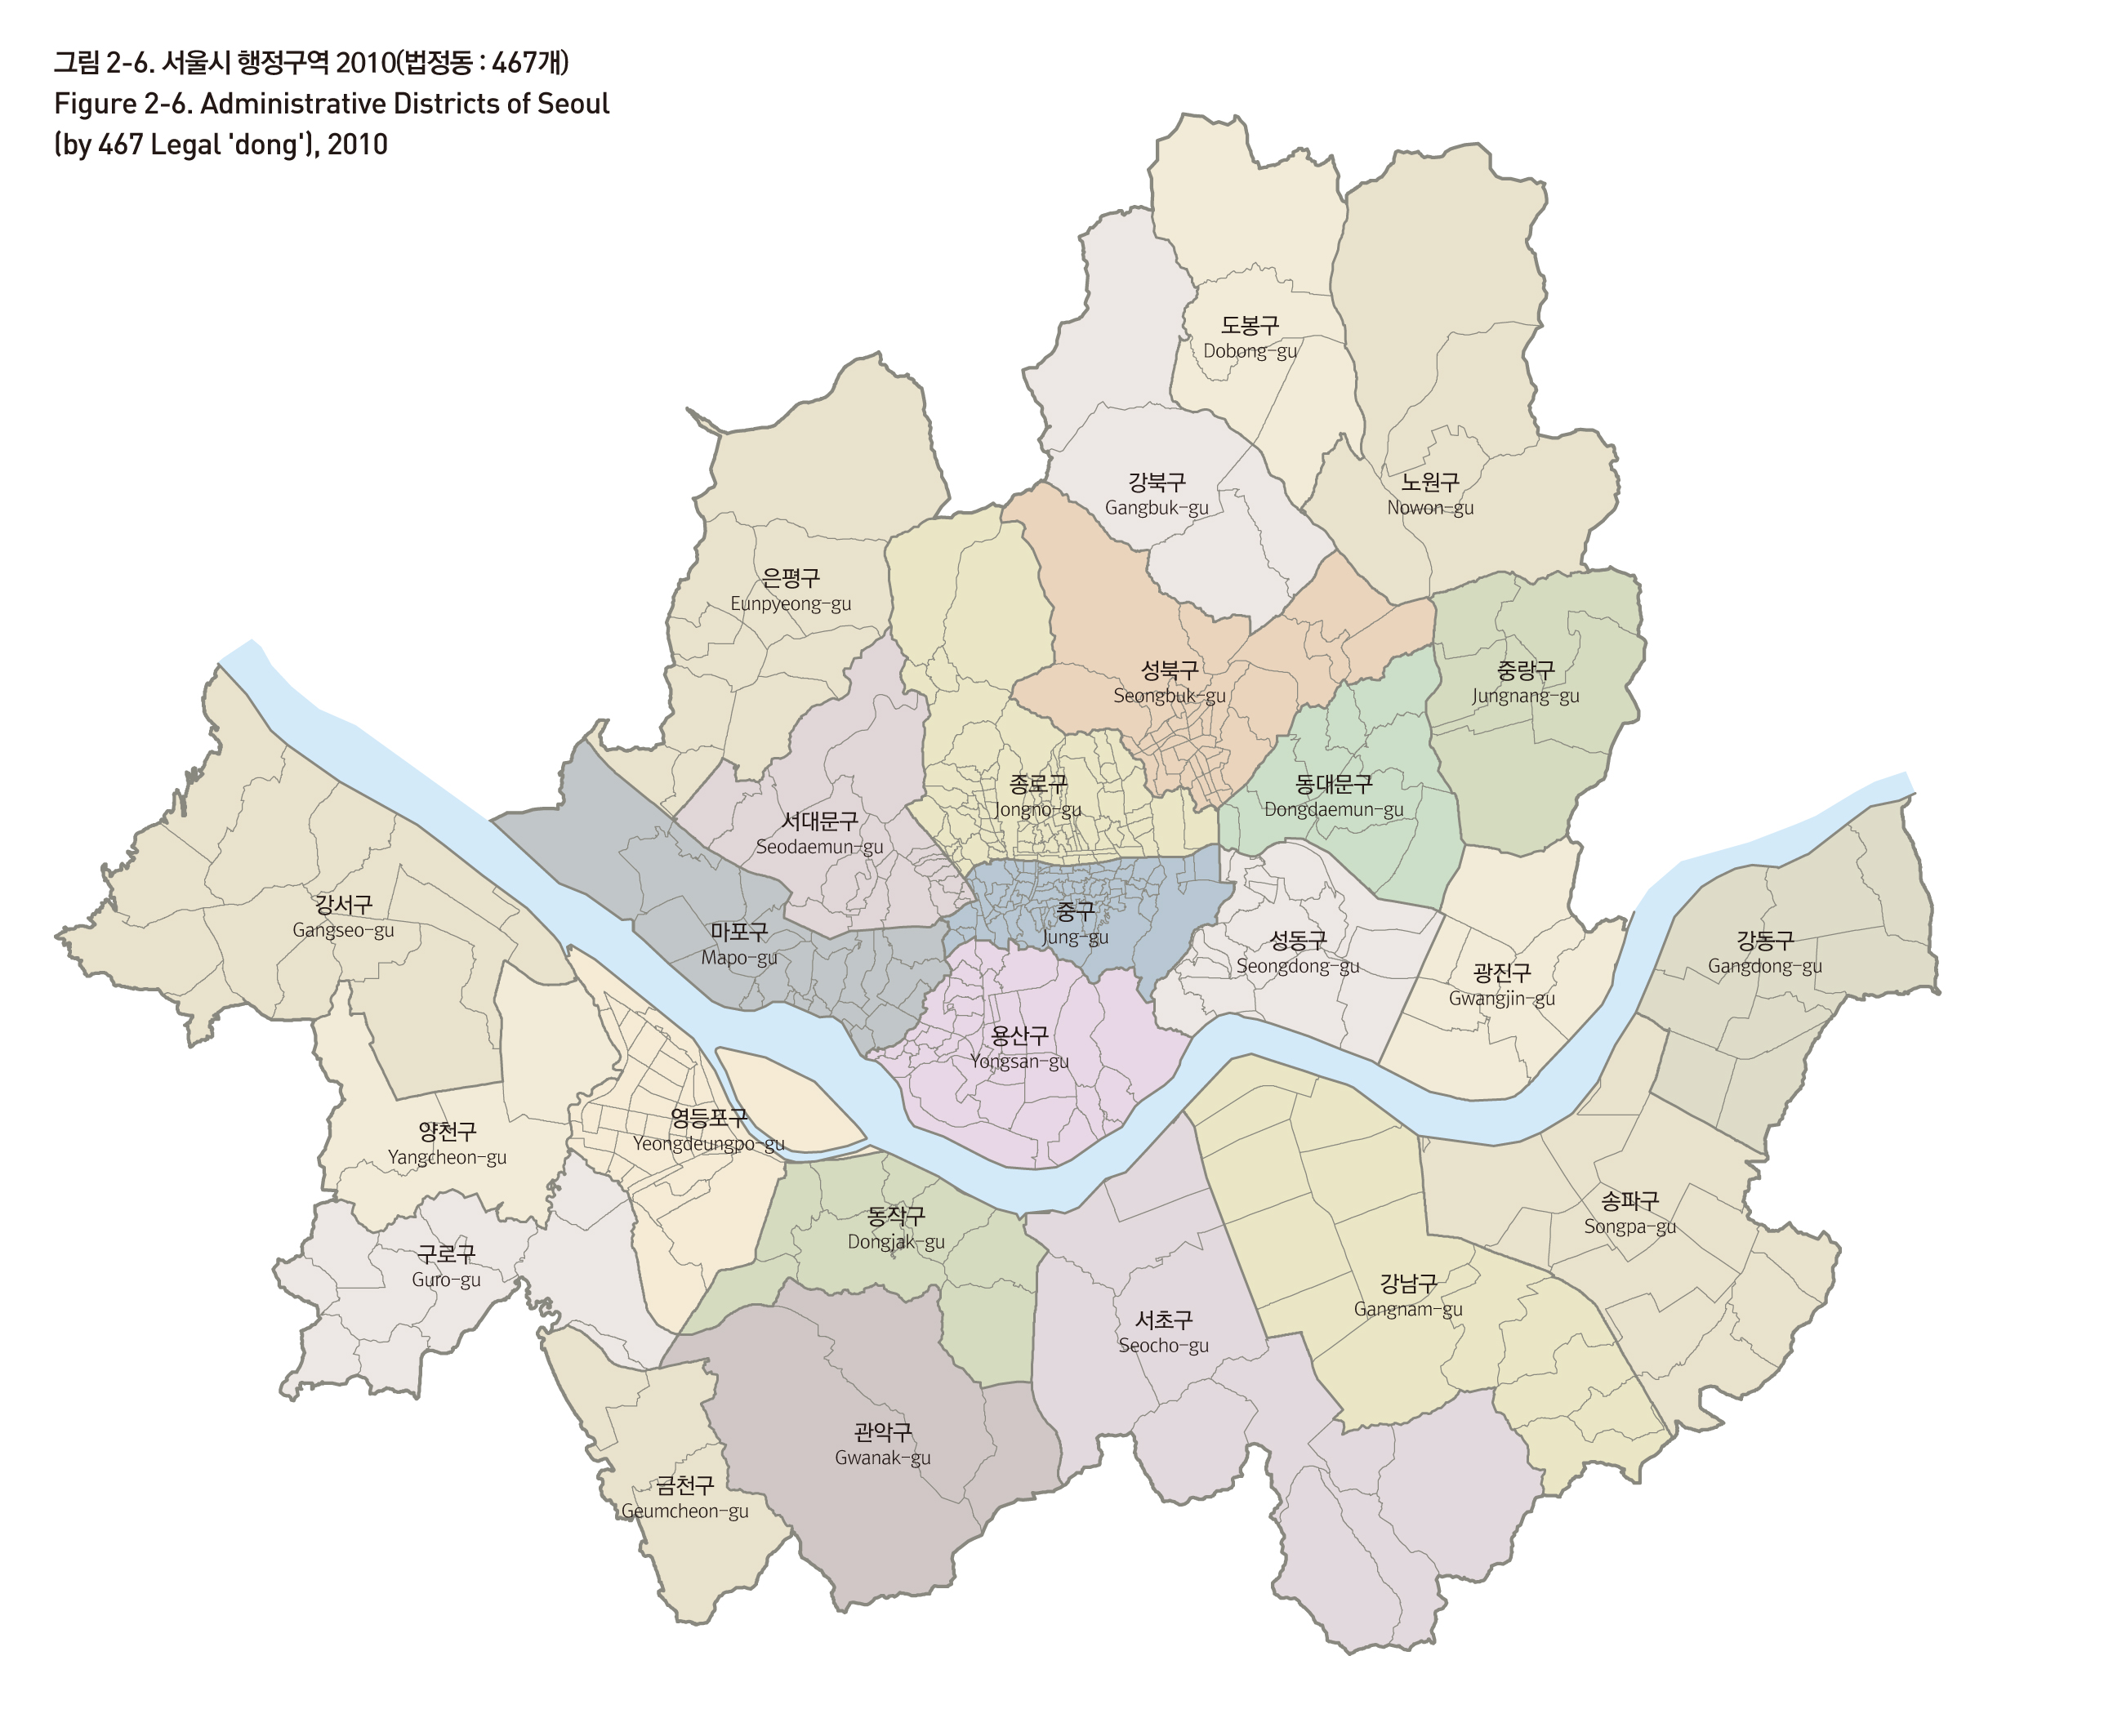 그림 2-6. 서울시 행정구역 2010(법정동 : 467개)
Figure 2-6. Administrative Districts of Seoul
(by 467 Legal 'dong'), 2010
도봉구
Dobong-gu
강북구
Gangbuk-gu
노원구
Nowon-gu
은평구
Eunpyeong-gu
성북구
Seongbuk-gu
중랑구
Jungnang-gu
종로구
Jongno-gu
동대문구
Dongdaemun-gu
서대문구
Seodaemun-gu
강서구
Gangseo-gu
마포구
Mapo-gu
중구
Jung-gu
성동구
Seongdong-gu
광진구
Gwangjin-gu
강동구
Gangdong-gu
용산구
Yongsan-gu
양천구
Yangcheon-gu
영등포구
Yeongdeungpo-gu
구로구
Guro-gu
동작구
Dongjak-gu
송파구
Songpa-gu
강남구
Gangnam-gu
서초구
Seocho-gu
관악구
Gwanak-gu
금천구
Geumcheon-gu